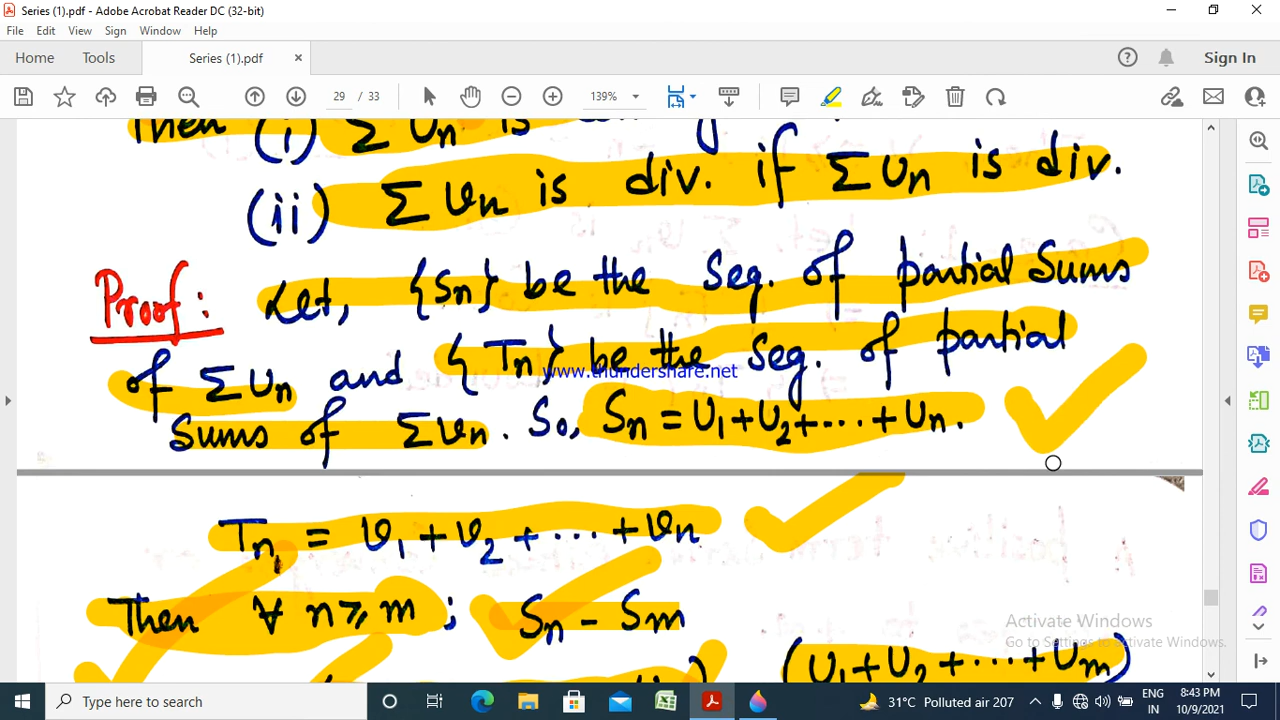 Series (1).pdf - Adobe Acrobat Reader DC (32-bit)
File Edit View Sign Window Help
Home Tools Series (1).pdf × Sign In
29 / 33 139%
Then (i) Σ Un is
(ii) Σ Vn is div. if Σ Un is div.
Proof: Let, {Sn} be the Seq. of partial Sums
of Σ Un and {Tn} be the Seq. of partial
www.thundershare.net
Sums of Σ Vn. So, Sn = U1+U2+...+Un.
Tn = V1+V2+...+Vn
Then ∀ n≥m; Sn - Sm
(U1+U2+...+Um)
Activate Windows
Go to Settings to activate Windows.
Type here to search
31°C Polluted air 207 ENG 8:43 PM
IN 10/9/2021